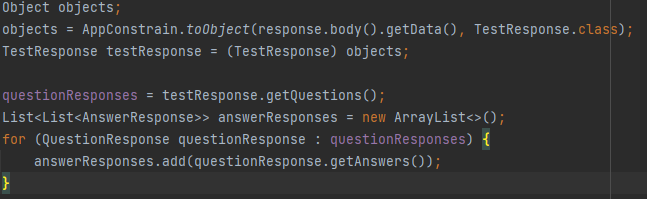 Object objects;
objects = AppConstrain.toObject(response.body().getData(), TestResponse.class);
TestResponse testResponse = (TestResponse) objects;
questionResponses = testResponse.getQuestions();
List<List<AnswerResponse>> answerResponses = new ArrayList<>();
for (QuestionResponse questionResponse : questionResponses) {
    answerResponses.add(questionResponse.getAnswers());
}